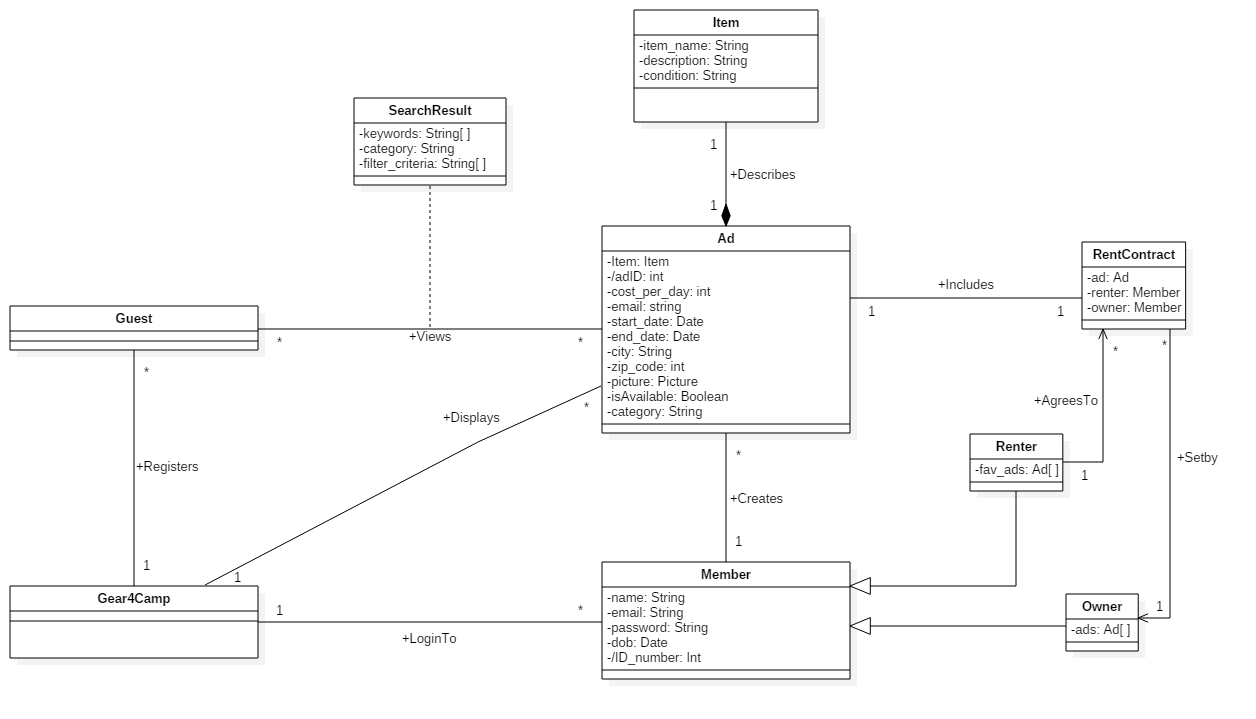 Item
-item_name: String
-description: String
-condition: String
SearchResult
-keywords: String[ ]
-category: String
-filter_criteria: String[ ]
1
+Describes
1
Ad
-Item: Item
-/adID: int
-cost_per_day: int
-email: string
-start_date: Date
-end_date: Date
-city: String
-zip_code: int
-picture: Picture
-isAvailable: Boolean
-category: String
RentContract
-ad: Ad
-renter: Member
-owner: Member
+Includes
1
1
Guest
*
+Views
*
*
*
*
+AgreesTo
+Displays
*
Renter
-fav_ads: Ad[ ]
1
+Setby
*
+Registers
+Creates
1
1
1
Gear4Camp
1
+LoginTo
*
Member
-name: String
-email: String
-password: String
-dob: Date
-/ID_number: Int
Owner
-ads: Ad[ ]
1